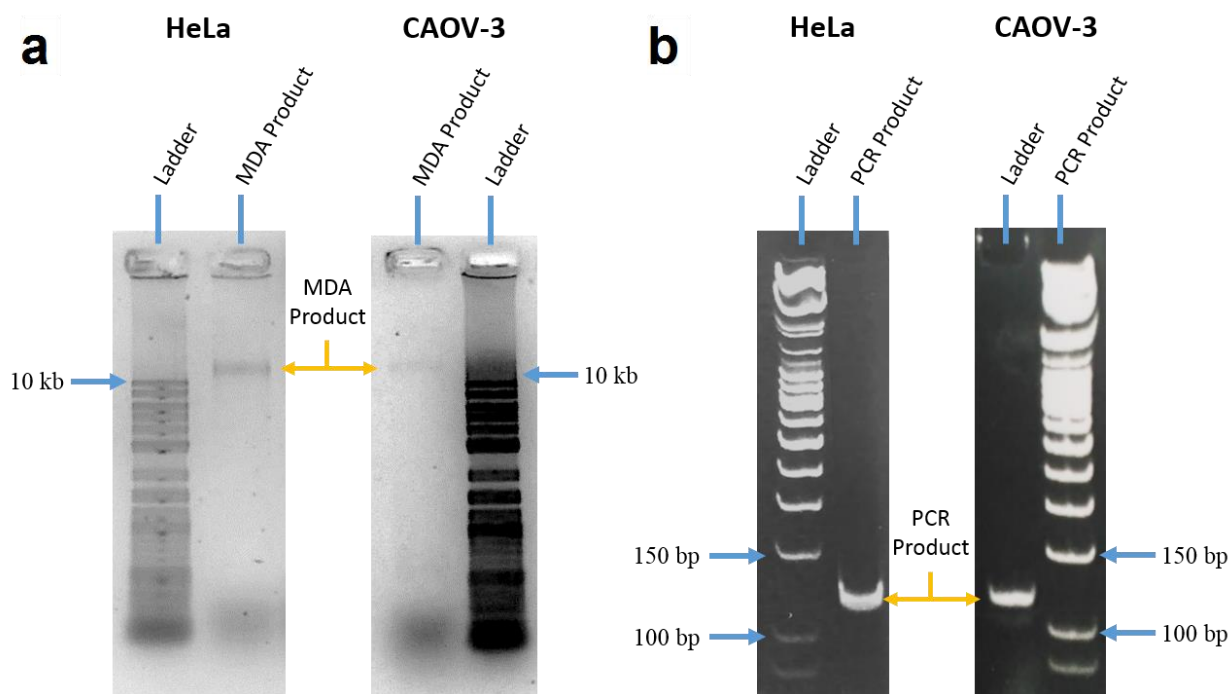 a
HeLa
CAOV-3
Ladder
MDA Product
MDA Product
Ladder
MDA
Product
10 kb
10 kb
b
HeLa
CAOV-3
Ladder
PCR Product
Ladder
PCR Product
PCR
Product
150 bp
150 bp
100 bp
100 bp